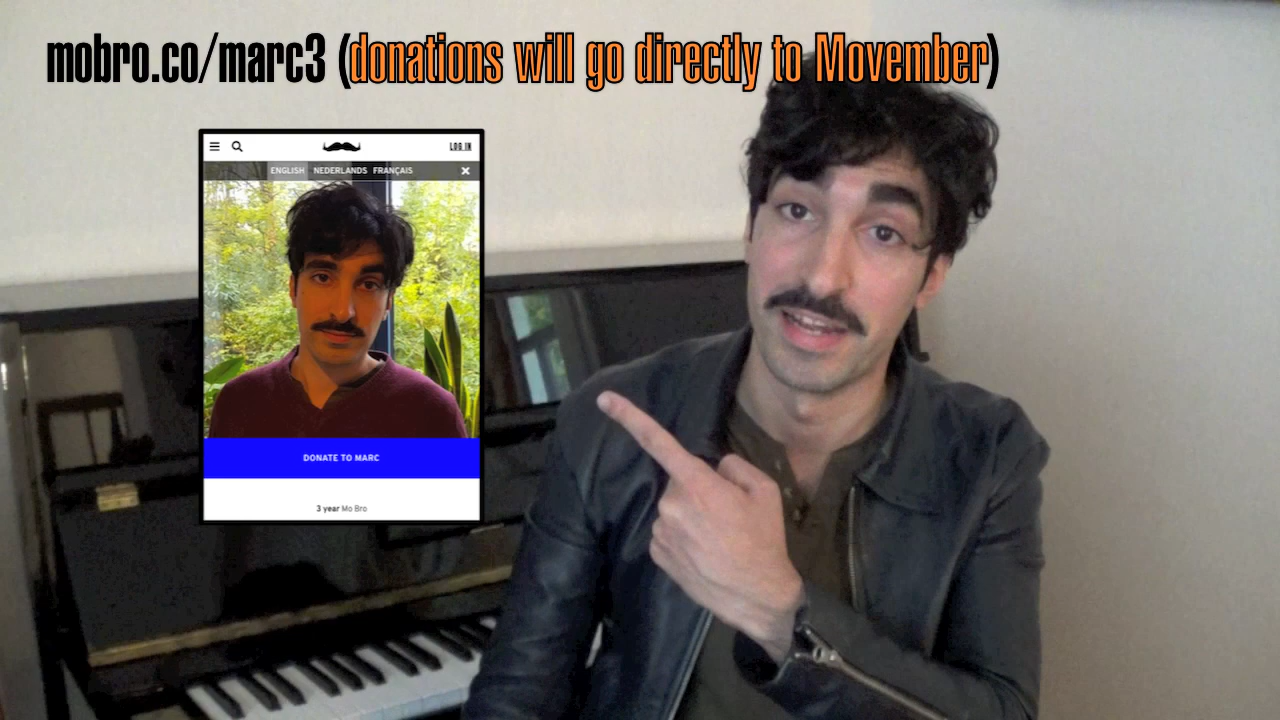 mobro.co/marc3 (donations will go directly to Movember)
LOG IN
ENGLISH NEDERLANDS FRANÇAIS
DONATE TO MARC
3 year Mo Bro